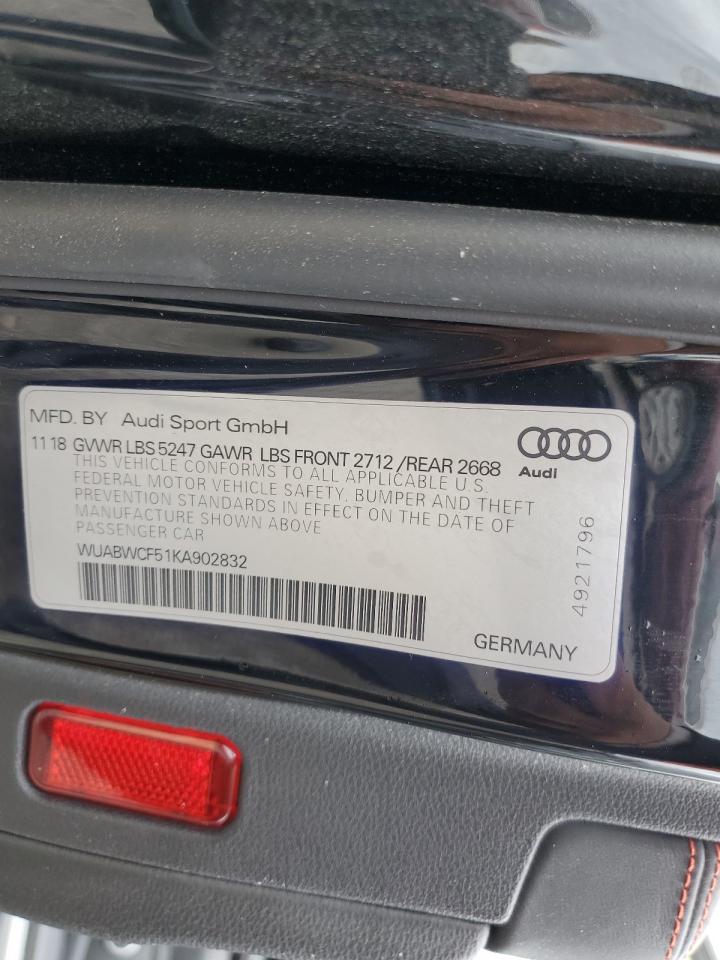 MFD. BY Audi Sport GmbH
11 18 GVWR LBS 5247 GAWR LBS FRONT 2712 /REAR 2668
Audi
THIS VEHICLE CONFORMS TO ALL APPLICABLE U.S.
FEDERAL MOTOR VEHICLE SAFETY, BUMPER AND THEFT
PREVENTION STANDARDS IN EFFECT ON THE DATE OF
MANUFACTURE SHOWN ABOVE
PASSENGER CAR
WUABWCF51KA902832
4921796
GERMANY